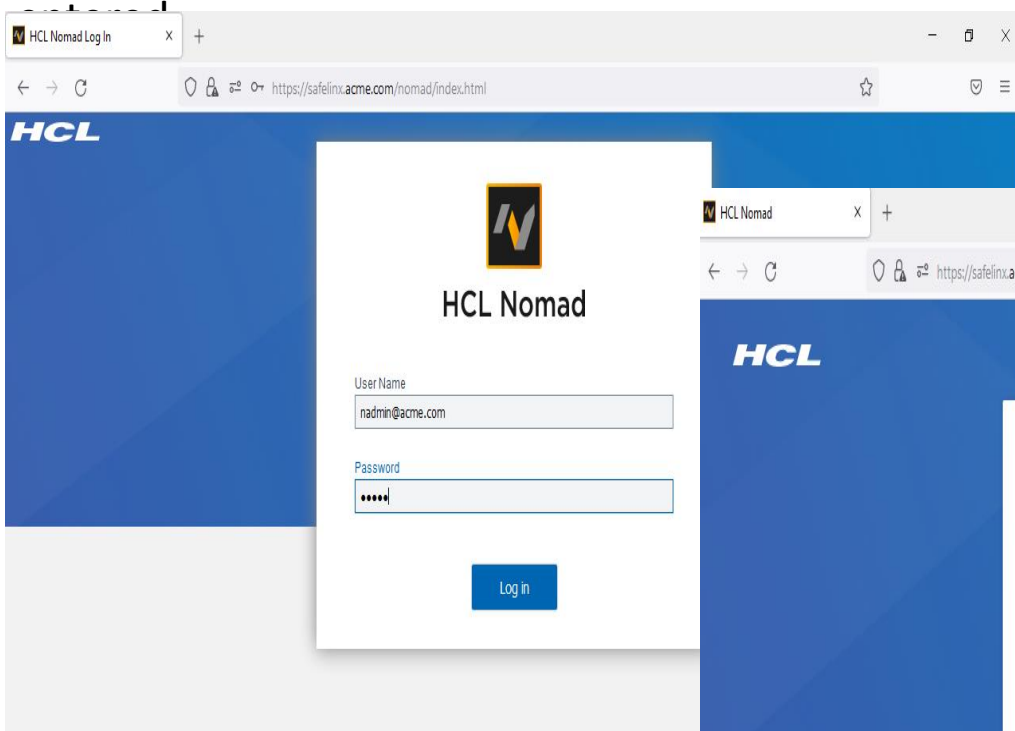 entered
HCL Nomad Log In
https://safelinx.acme.com/nomad/index.html
HCL
HCL Nomad
User Name
nadmin@acme.com
Password
•••••
Log in
HCL Nomad
https://safelinx.a
HCL